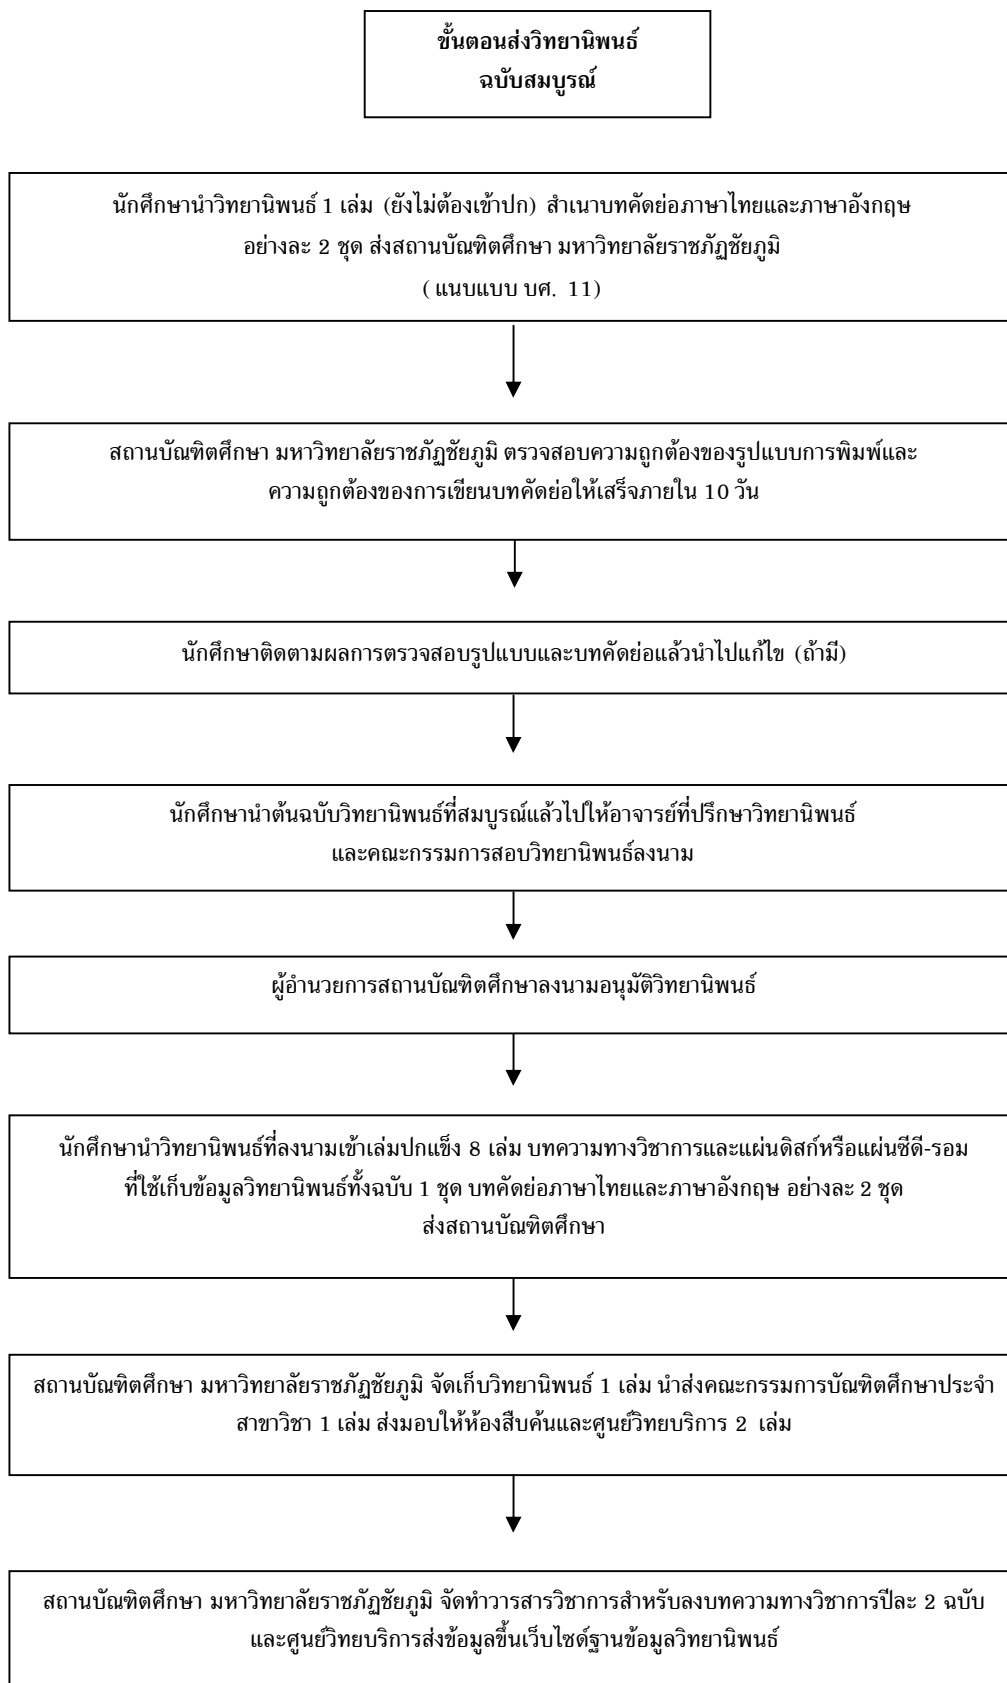 ขั้นตอนส่งวิทยานิพนธ์
ฉบับสมบูรณ์
นักศึกษานำวิทยานิพนธ์ 1 เล่ม (ยังไม่ต้องเข้าปก) สำเนาบทคัดย่อภาษาไทยและภาษาอังกฤษ
อย่างละ 2 ชุด ส่งสถานบัณฑิตศึกษา มหาวิทยาลัยราชภัฏชัยภูมิ
( แนบแบบ บศ. 11)
สถานบัณฑิตศึกษา มหาวิทยาลัยราชภัฏชัยภูมิ ตรวจสอบความถูกต้องของรูปแบบการพิมพ์และ
ความถูกต้องของการเขียนบทคัดย่อให้เสร็จภายใน 10 วัน
นักศึกษาติดตามผลการตรวจสอบรูปแบบและบทคัดย่อแล้วนำไปแก้ไข (ถ้ามี)
นักศึกษานำต้นฉบับวิทยานิพนธ์ที่สมบูรณ์แล้วไปให้อาจารย์ที่ปรึกษาวิทยานิพนธ์
และคณะกรรมการสอบวิทยานิพนธ์ลงนาม
ผู้อำนวยการสถานบัณฑิตศึกษาลงนามอนุมัติวิทยานิพนธ์
นักศึกษานำวิทยานิพนธ์ที่ลงนามเข้าเล่มปกแข็ง 8 เล่ม บทความทางวิชาการและแผ่นดิสก์หรือแผ่นซีดี-รอม
ที่ใช้เก็บข้อมูลวิทยานิพนธ์ทั้งฉบับ 1 ชุด บทคัดย่อภาษาไทยและภาษาอังกฤษ อย่างละ 2 ชุด
ส่งสถานบัณฑิตศึกษา
สถานบัณฑิตศึกษา มหาวิทยาลัยราชภัฏชัยภูมิ จัดเก็บวิทยานิพนธ์ 1 เล่ม นำส่งคณะกรรมการบัณฑิตศึกษาประจำ
สาขาวิชา 1 เล่ม ส่งมอบให้ห้องสืบค้นและศูนย์วิทยบริการ 2 เล่ม
สถานบัณฑิตศึกษา มหาวิทยาลัยราชภัฏชัยภูมิ จัดทำวารสารวิชาการสำหรับลงบทความทางวิชาการปีละ 2 ฉบับ
และศูนย์วิทยบริการส่งข้อมูลขึ้นเว็บไซด์ฐานข้อมูลวิทยานิพนธ์